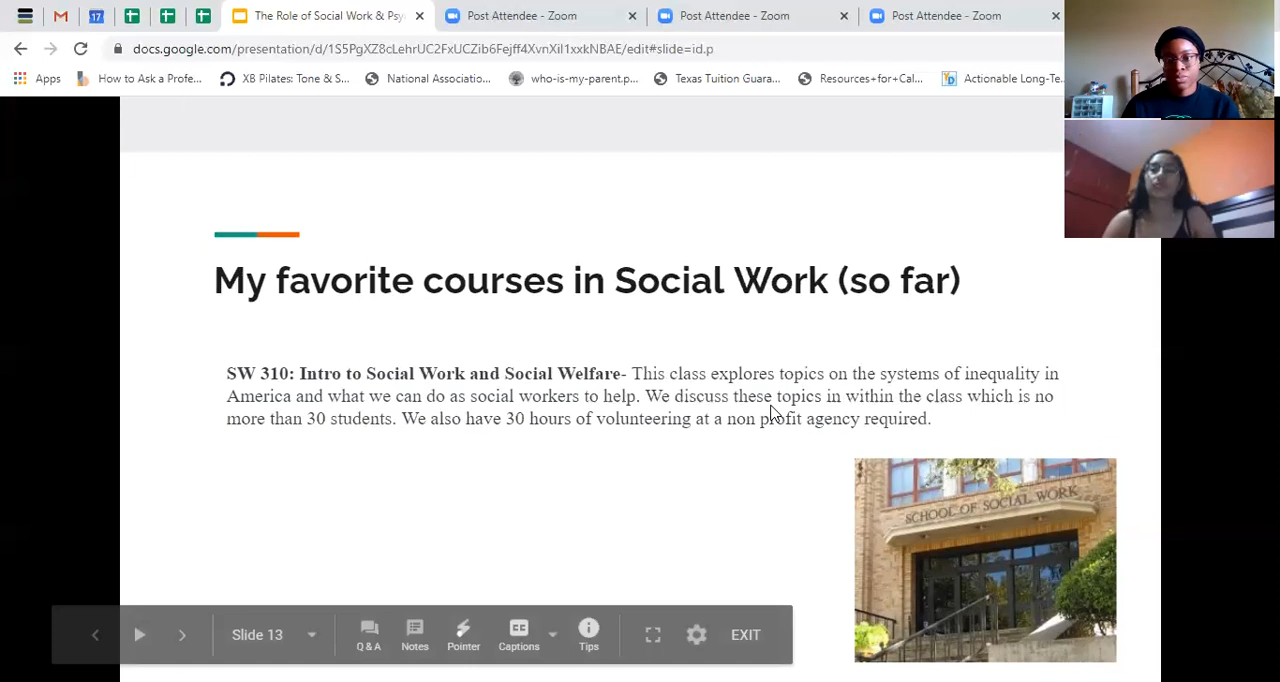 The Role of Social Work & Psy
Post Attendee - Zoom
Post Attendee - Zoom
Post Attendee - Zoom
docs.google.com/presentation/d/1S5PgXZ8cLehrUC2FxUCZib6Fejff4XvnXiI1xxkNBAE/edit#slide=id.p
Apps
How to Ask a Profe...
XB Pilates: Tone & S...
National Associatio...
who-is-my-parent.p...
Texas Tuition Guara...
Resources+for+Cal...
Actionable Long-Te...
My favorite courses in Social Work (so far)
SW 310: Intro to Social Work and Social Welfare- This class explores topics on the systems of inequality in
America and what we can do as social workers to help. We discuss these topics in within the class which is no
more than 30 students. We also have 30 hours of volunteering at a non profit agency required.
SCHOOL OF SOCIAL WORK
Slide 13
Q & A
Notes
Pointer
CC
Captions
Tips
EXIT